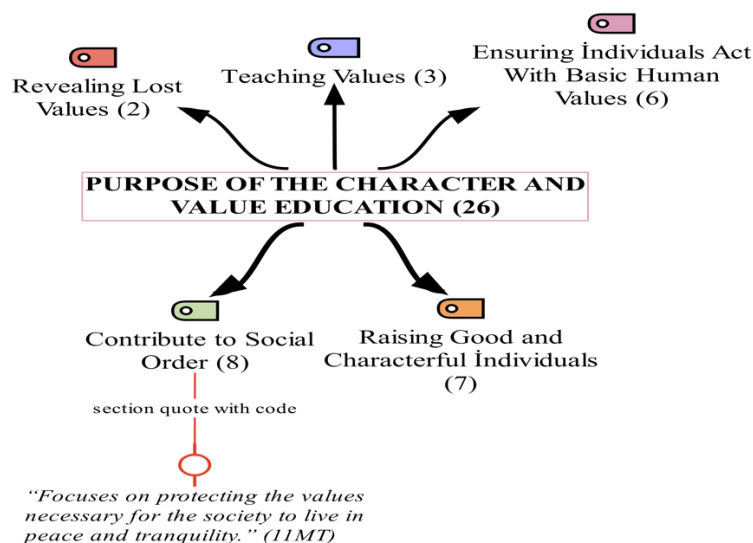 Revealing Lost
Values (2)
Teaching Values (3)
Ensuring İndividuals Act
With Basic Human
Values (6)
PURPOSE OF THE CHARACTER AND
VALUE EDUCATION (26)
Contribute to Social
Order (8)
Raising Good and
Characterful İndividuals
(7)
section quote with code
“Focuses on protecting the values
necessary for the society to live in
peace and tranquility.” (11MT)